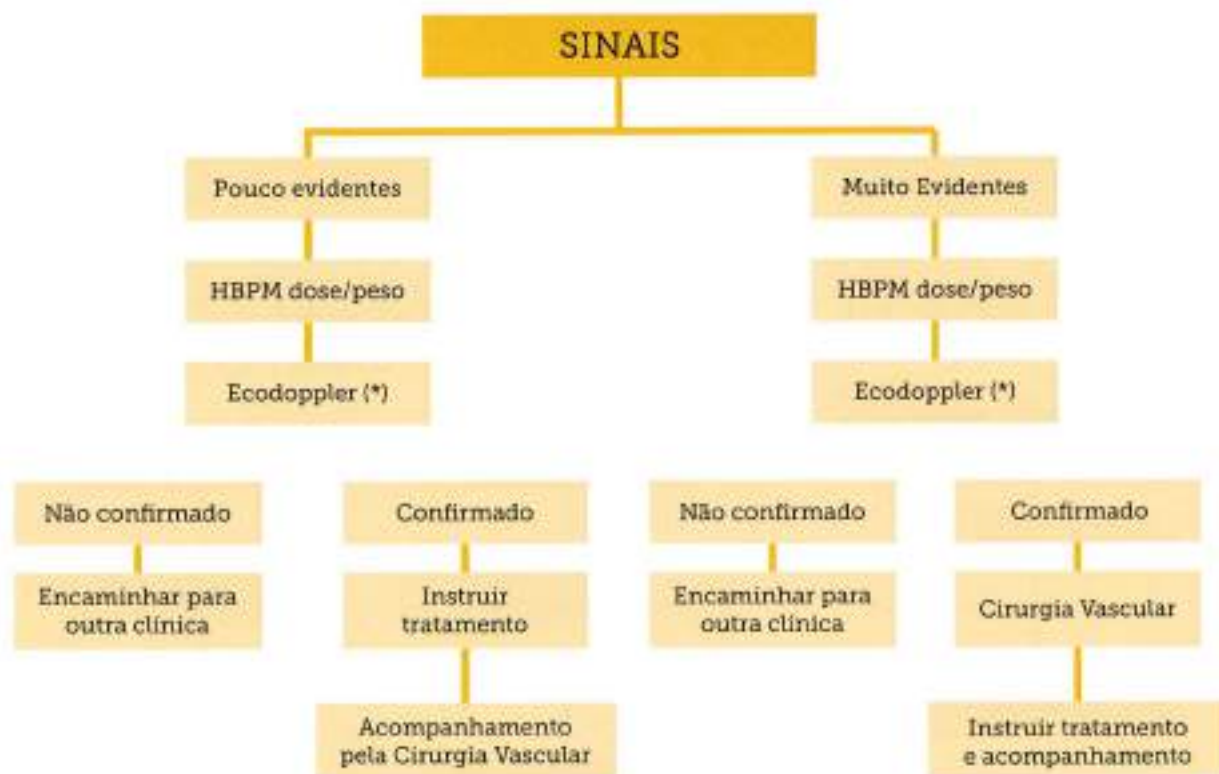 SINAIS
Pouco evidentes
Muito Evidentes
HBPM dose/peso
HBPM dose/peso
Ecodoppler (*)
Ecodoppler (*)
Não confirmado
Confirmado
Não confirmado
Confirmado
Encaminhar para
outra clínica
Instruir
tratamento
Encaminhar para
outra clínica
Cirurgia Vascular
Acompanhamento
pela Cirurgia Vascular
Instruir tratamento
e acompanhamento